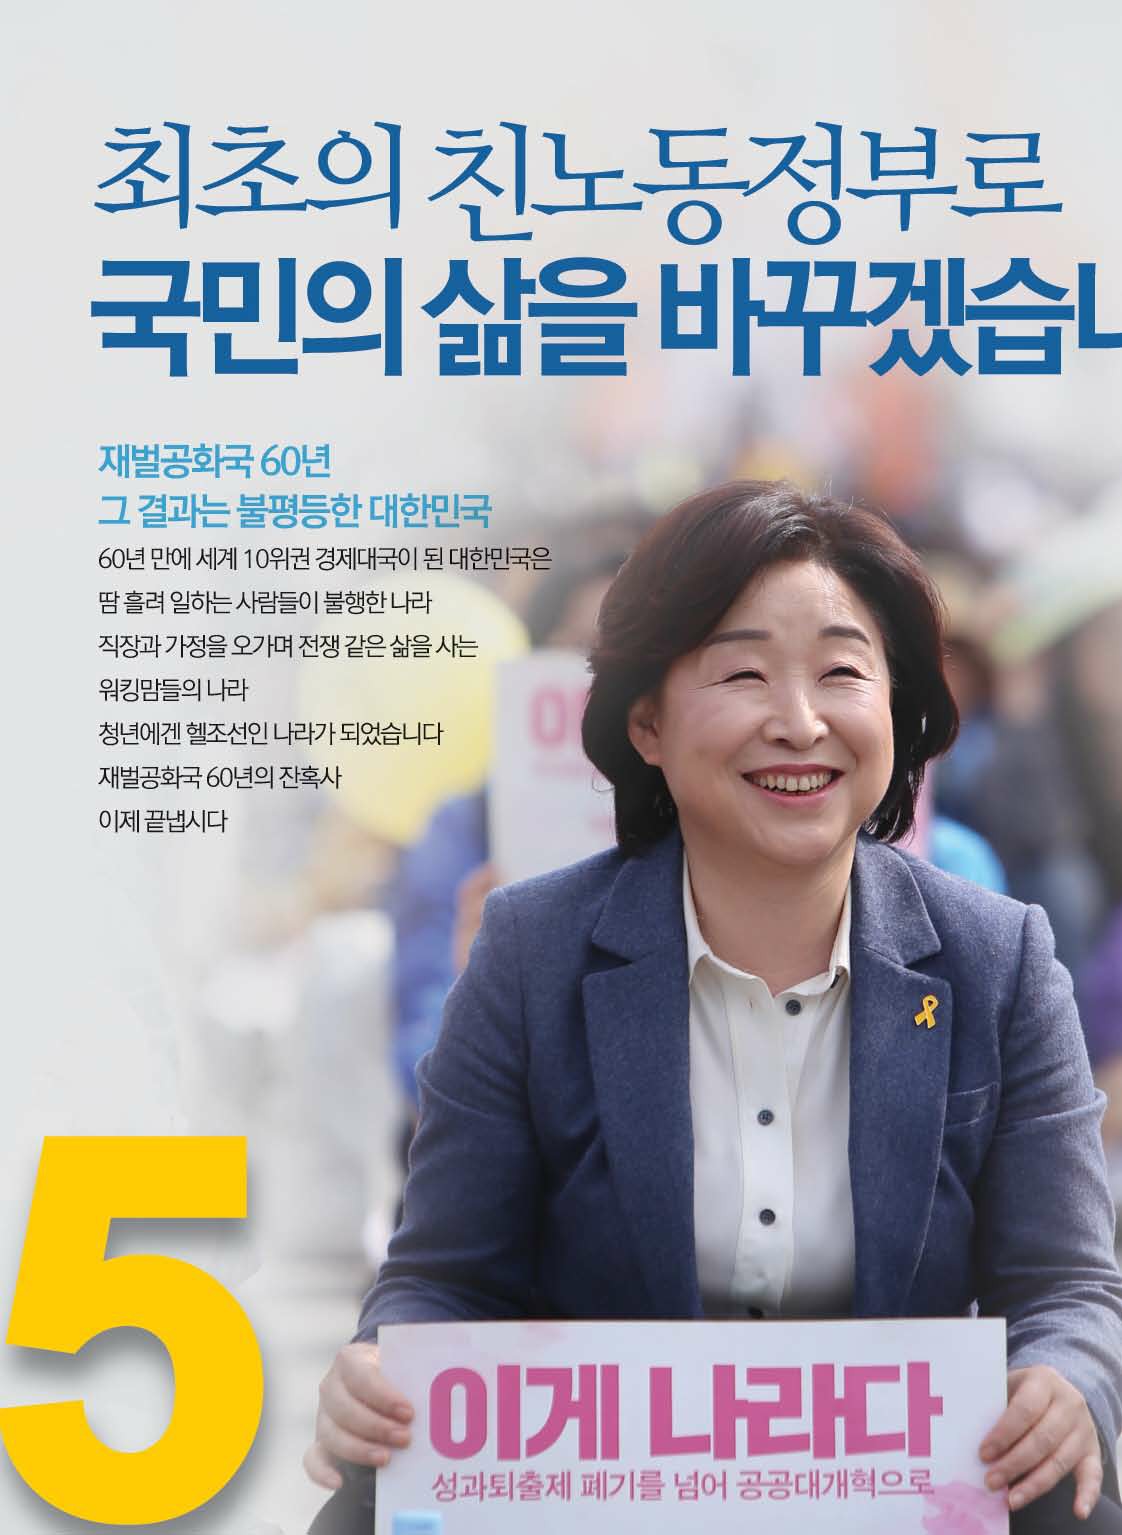 최초의 친노동정부로
국민의 삶을 바꾸겠습니
재벌공화국 60년
그 결과는 불평등한 대한민국
60년 만에 세계 10위권 경제대국이 된 대한민국은
땀 흘려 일하는 사람들이 불행한 나라
직장과 가정을 오가며 전쟁 같은 삶을 사는
워킹맘들의 나라
청년에겐 헬조선인 나라가 되었습니다
재벌공화국 60년의 잔혹사
이제 끝냅시다
5
이게 나라다
성과퇴출제 폐기를 넘어 공공대개혁으로